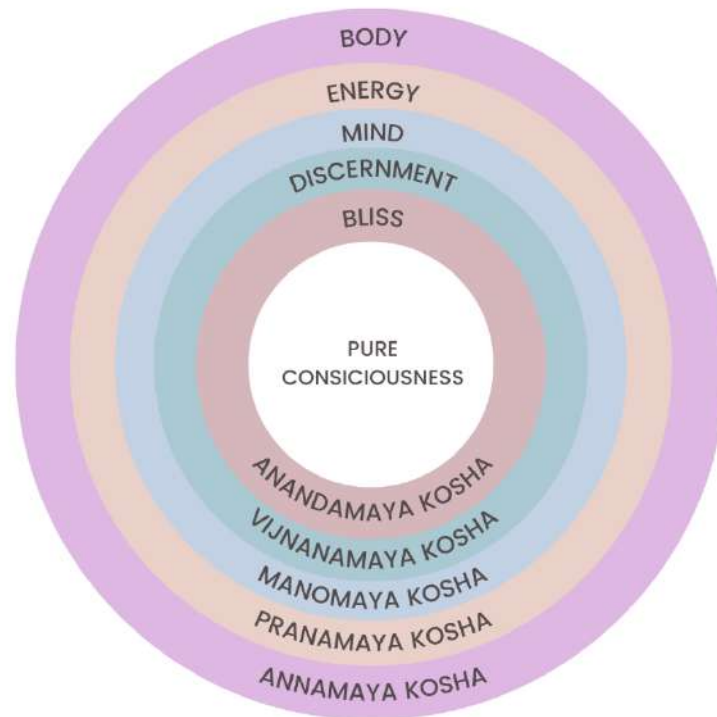 BODY
ENERGY
MIND
DISCERNMENT
BLISS
PURE
CONSICIOUSNESS
ANANDAMAYA KOSHA
VIJNANAMAYA KOSHA
MANOMAYA KOSHA
PRANAMAYA KOSHA
ANNAMAYA KOSHA